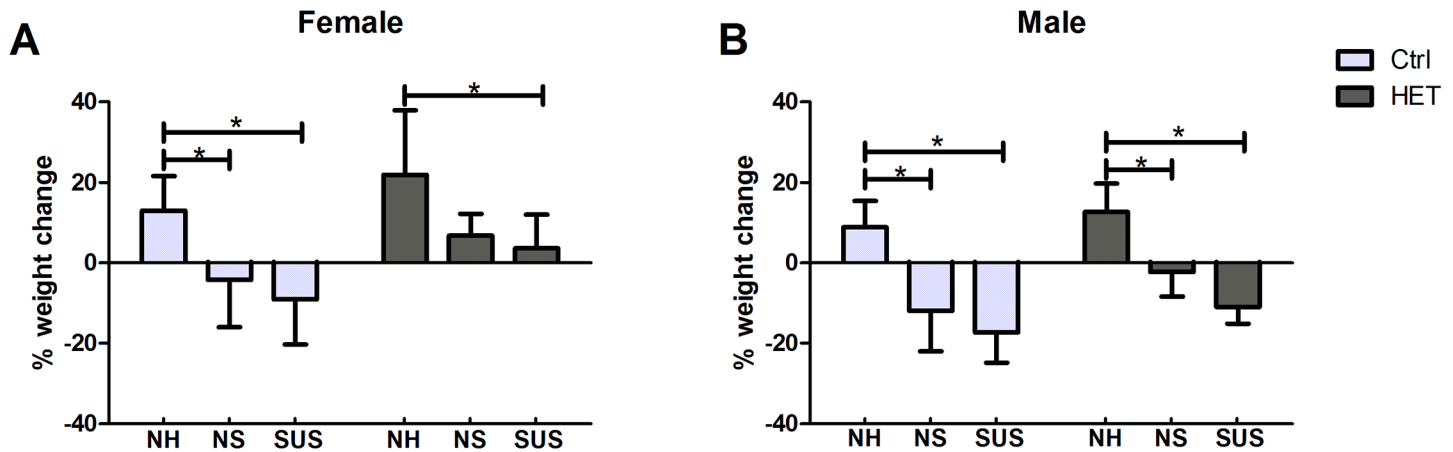 A
Female
% weight change
40
20
0
-20
-40
*
*
*
NH NS SUS NH NS SUS
B
Male
% weight change
40
20
0
-20
-40
*
*
*
*
NH NS SUS NH NS SUS
Ctrl
HET